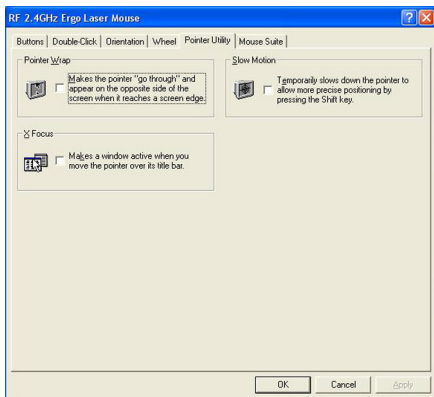 RF 2.4GHz Ergo Laser Mouse
Buttons Double-Click Orientation Wheel Pointer Utility Mouse Suite
Pointer Wrap
Makes the pointer "go through" and
appear on the opposite side of the
screen when it reaches a screen edge.
Slow Motion
Temporarily slows down the pointer to
allow more precise positioning by
pressing the Shift key.
X Focus
Makes a window active when you
move the pointer over its title bar.
OK Cancel Apply